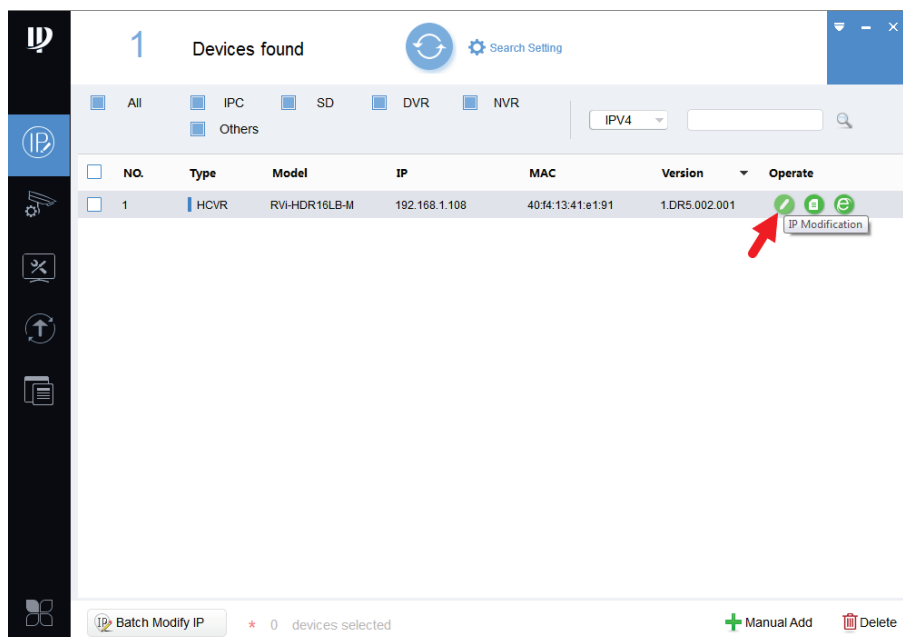 1 Devices found Search Setting
All IPC SD DVR NVR
Others
IPV4
NO. Type Model IP MAC Version Operate
1 HCVR RVi-HDR16LB-M 192.168.1.108 40:f4:13:41:e1:91 1.DR5.002.001
IP Modification
Batch Modify IP * 0 devices selected Manual Add Delete